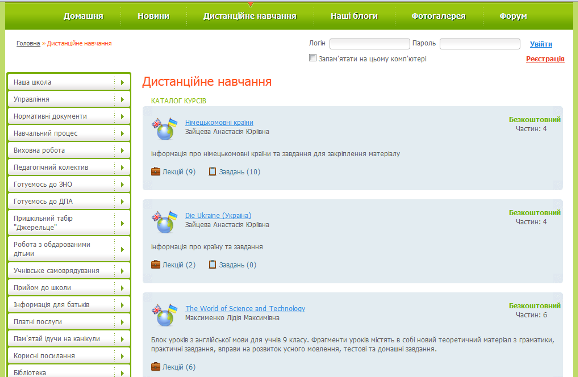 Домашня Новини Дистанційне навчання Наші блоги Фотогалерея Форум
Головна » Дистанційне навчання
Логін Пароль Увійти
Запам'ятати на цьому комп'ютері Реєстрація
Наша школа
Управління
Нормативні документи
Навчальний процес
Виховна робота
Педагогічний колектив
Готуємось до ЗНО
Готуємось до ДПА
Пришкільний табір
"Джерельце"
Робота з обдарованими
дітьми
Учнівське самоврядування
Прийом до школи
Інформація для батьків
Платні послуги
Пам'ятай ідучи на канікули
Корисні посилання
Бібліотека
Дистанційне навчання
КАТАЛОГ КУРСІВ
Німецькомовні країни
Зайцева Анастасія Юріївна
Безкоштовний
Частин: 4
інформація про німецькомовні країни та завдання для закріплення матеріалу
Лекцій (9) Завдань (10)
Die Ukraine (Україна)
Зайцева Анастасія Юріївна
Безкоштовний
Частин: 4
інформація про країну та завдання
Лекцій (2) Завдань (0)
The World of Science and Technology
Максименко Лідія Максимівна
Безкоштовний
Частин: 6
Блок уроків з англійської мови для учнів 9 класу. Фрагменти уроків містять в собі новий теоретичний матеріал з граматики,
практичні завдання, вправи на розвиток усного мовлення, тестові та домашні завдання.
Лекцій (6)